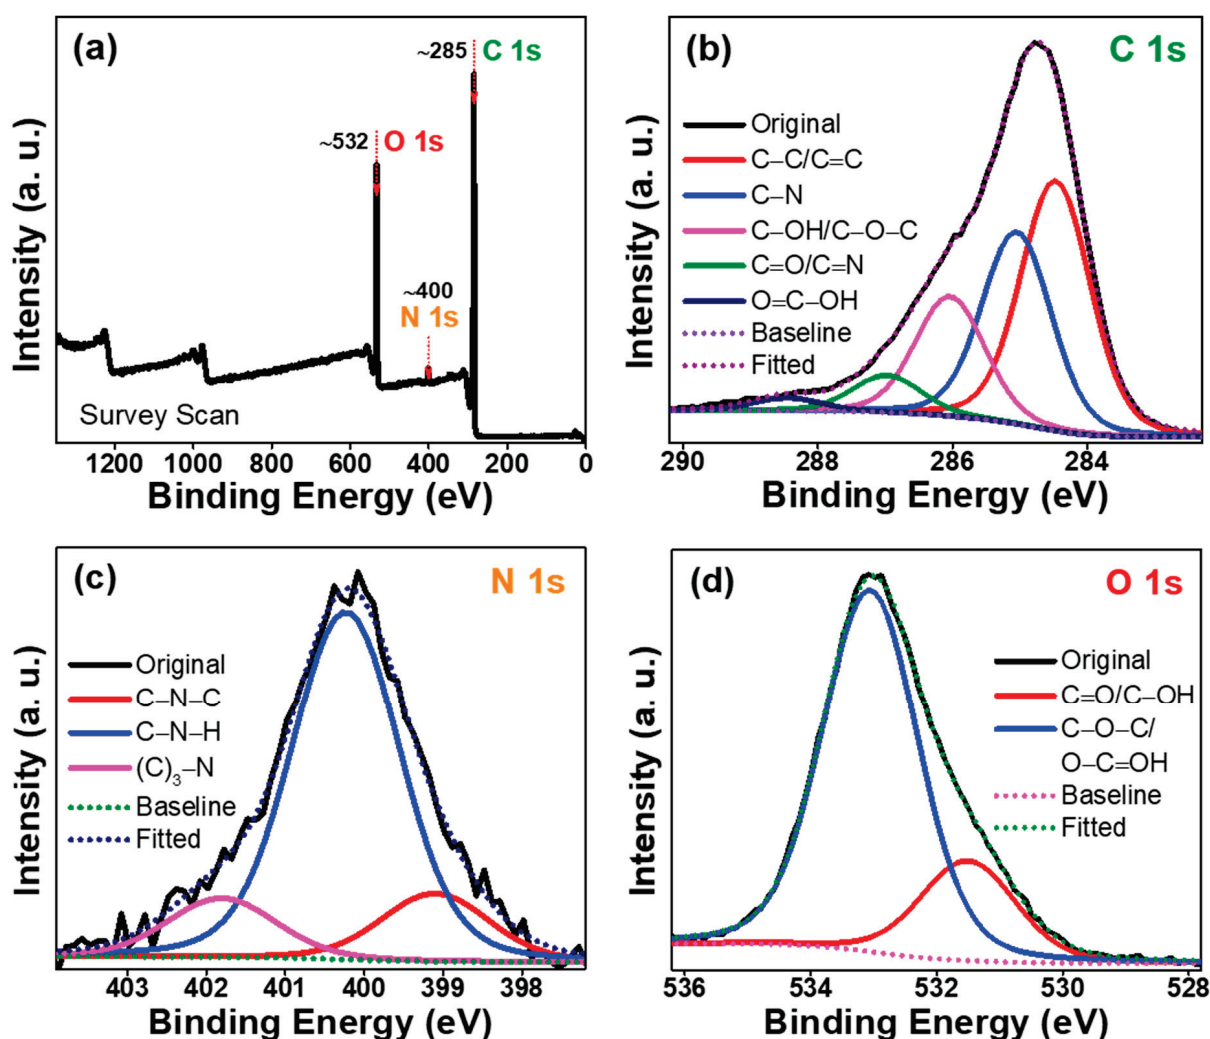 (a)
~285
C 1s
~532
O 1s
~400
N 1s
Survey Scan
1200 1000 800 600 400 200 0
Binding Energy (eV)
Intensity (a. u.)
(b)
C 1s
Original
C–C/C=C
C–N
C–OH/C–O–C
C=O/C=N
O=C–OH
Baseline
Fitted
290 288 286 284
Binding Energy (eV)
Intensity (a. u.)
(c)
N 1s
Original
C–N–C
C–N–H
(C)₃–N
Baseline
Fitted
403 402 401 400 399 398
Binding Energy (eV)
Intensity (a. u.)
(d)
O 1s
Original
C=O/C–OH
C–O–C/
O–C=OH
Baseline
Fitted
536 534 532 530 528
Binding Energy (eV)
Intensity (a. u.)